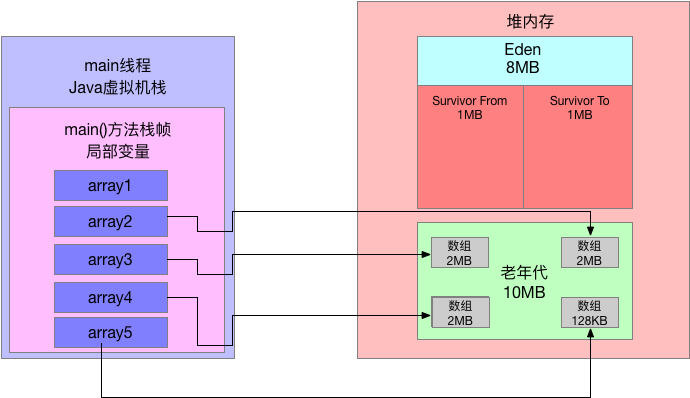 main线程
Java虚拟机栈
main()方法栈帧
局部变量
array1
array2
array3
array4
array5
堆内存
Eden
8MB
Survivor From
1MB
Survivor To
1MB
数组
2MB
数组
2MB
老年代
10MB
数组
2MB
数组
128KB